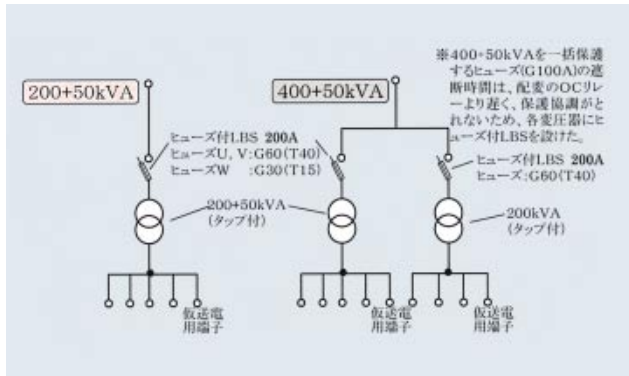 200+50kVA
400+50kVA
※400+50kVAを一括保護
するヒューズ(G100A)の遮
断時間は、配変のOCリレ
ーより遅く、保護協調がと
れないため、各変圧器にヒ
ューズ付LBSを設けた。
ヒューズ付LBS 200A
ヒューズU, V:G60(T40)
ヒューズW :G30(T15)
ヒューズ付LBS 200A
ヒューズ:G60(T40)
200+50kVA
(タップ付)
200kVA
(タップ付)
仮送電
用端子
仮送電
用端子
仮送電
用端子